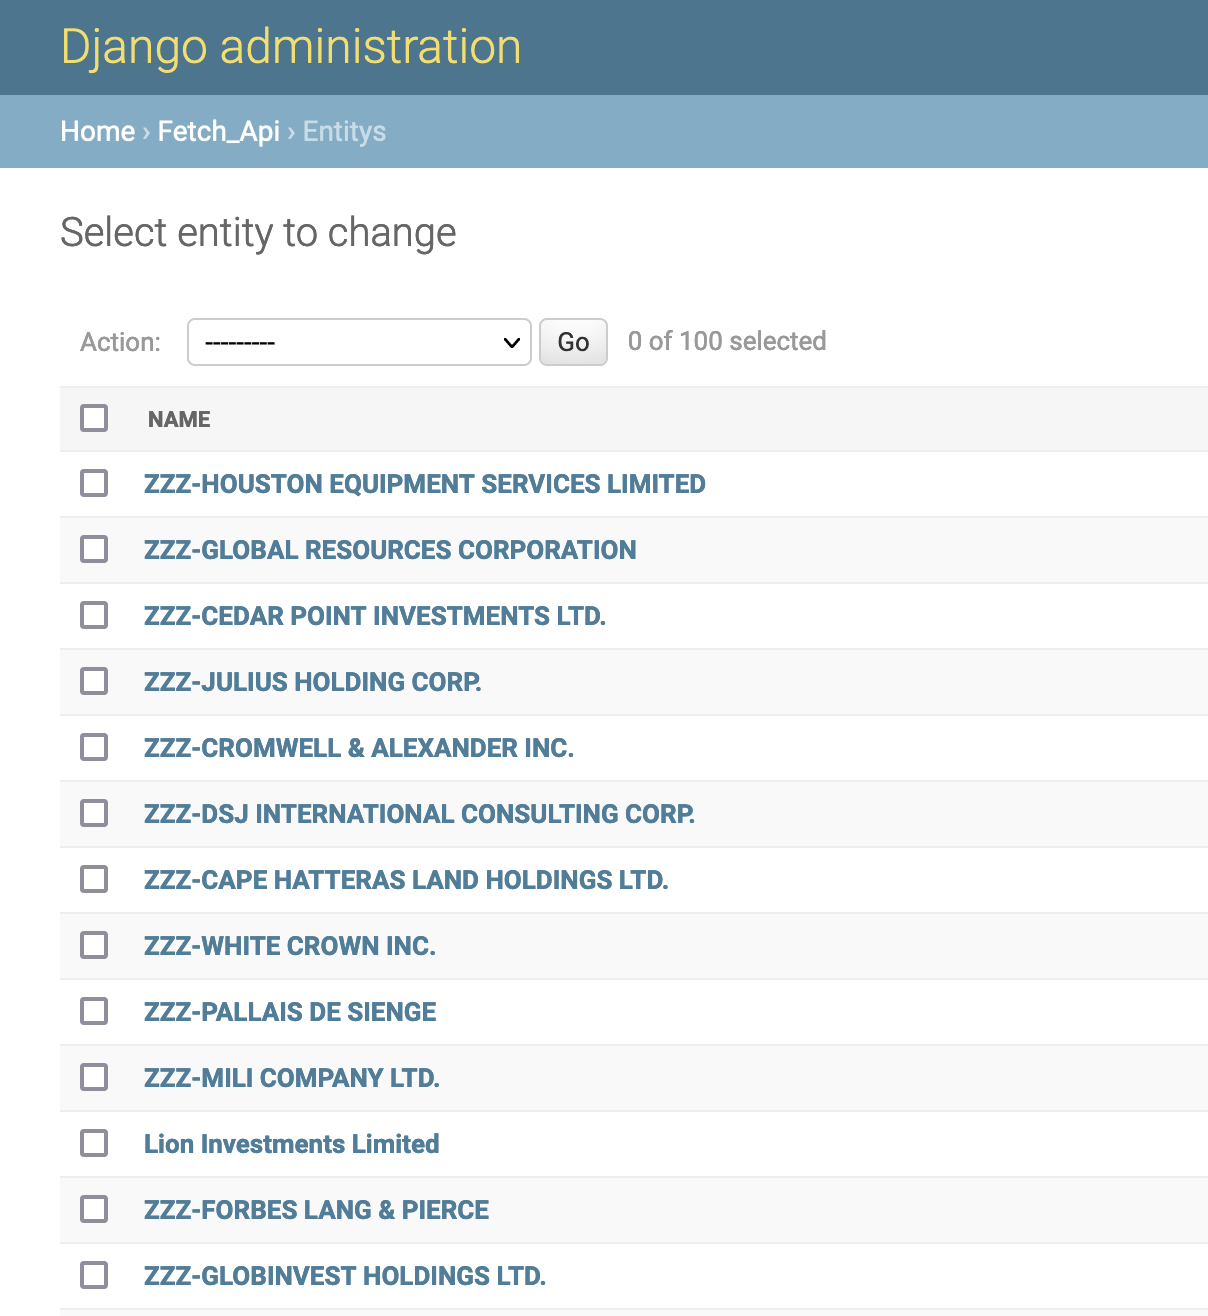 Django administration
Home › Fetch_Api › Entitys
Select entity to change
Action: --------- Go 0 of 100 selected
NAME
ZZZ-HOUSTON EQUIPMENT SERVICES LIMITED
ZZZ-GLOBAL RESOURCES CORPORATION
ZZZ-CEDAR POINT INVESTMENTS LTD.
ZZZ-JULIUS HOLDING CORP.
ZZZ-CROMWELL & ALEXANDER INC.
ZZZ-DSJ INTERNATIONAL CONSULTING CORP.
ZZZ-CAPE HATTERAS LAND HOLDINGS LTD.
ZZZ-WHITE CROWN INC.
ZZZ-PALLAIS DE SIENGE
ZZZ-MILI COMPANY LTD.
Lion Investments Limited
ZZZ-FORBES LANG & PIERCE
ZZZ-GLOBINVEST HOLDINGS LTD.